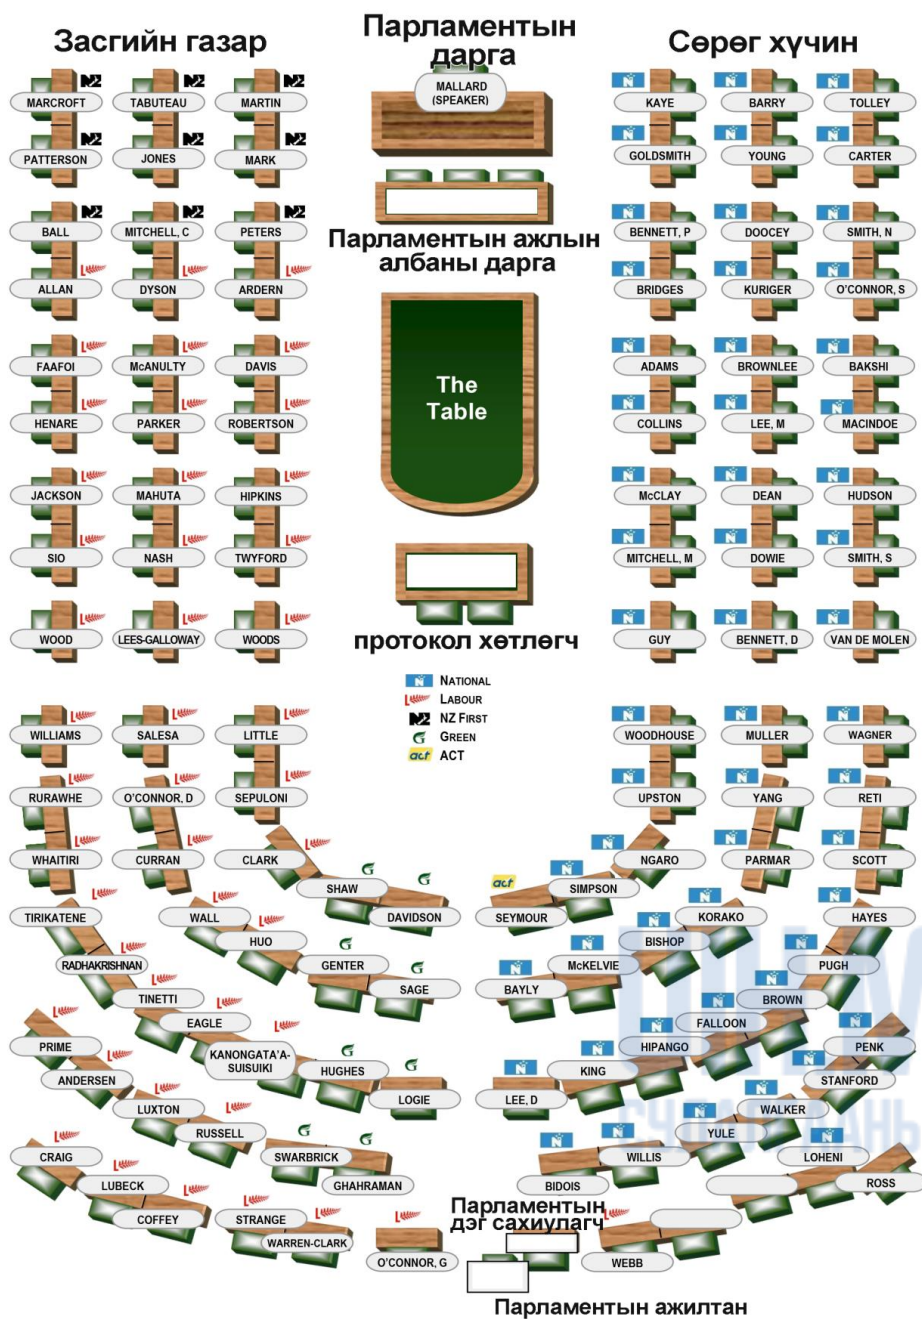 Засгийн газар
Парламентын
дарга
Сөрөг хүчин
MALLARD
(SPEAKER)
MARCROFT TABUTEAU MARTIN
KAYE BARRY TOLLEY
PATTERSON JONES MARK
GOLDSMITH YOUNG CARTER
BALL MITCHELL, C PETERS
BENNETT, P DOOCEY SMITH, N
Парламентын ажлын
албаны дарга
ALLAN DYSON ARDERN
BRIDGES KURIGER O'CONNOR, S
FAAFOI McANULTY DAVIS
ADAMS BROWNLEE BAKSHI
The
Table
HENARE PARKER ROBERTSON
COLLINS LEE, M MACINDOE
JACKSON MAHUTA HIPKINS
McCLAY DEAN HUDSON
SIO NASH TWYFORD
MITCHELL, M DOWIE SMITH, S
WOOD LEES-GALLOWAY WOODS
протокол хөтлөгч
GUY BENNETT, D VAN DE MOLEN
NATIONAL
LABOUR
NZ FIRST
GREEN
act ACT
WILLIAMS SALESA LITTLE
WOODHOUSE MULLER WAGNER
RURAWHE O'CONNOR, D SEPULONI
UPSTON YANG RETI
WHAITIRI CURRAN CLARK
NGARO PARMAR SCOTT
SHAW
act
SIMPSON
TIRIKATENE WALL DAVIDSON
SEYMOUR KORAKO HAYES
HUO
BISHOP
RADHAKRISHNAN GENTER
McKELVIE PUGH
SAGE
BAYLY
TINETTI
BROWN
EAGLE
FALLOON
PRIME
HIPANGO PENK
KANONGATA'A-
SUISUIKI
HUGHES
KING
ANDERSEN
STANFORD
LOGIE
LEE, D
LUXTON
WALKER
RUSSELL
YULE
CRAIG SWARBRICK
WILLIS LOHENI
LUBECK GHAHRAMAN
BIDOIS ROSS
COFFEY STRANGE
Парламентын
дэг сахиулагч
WARREN-CLARK
O'CONNOR, G
WEBB
Парламентын ажилтан